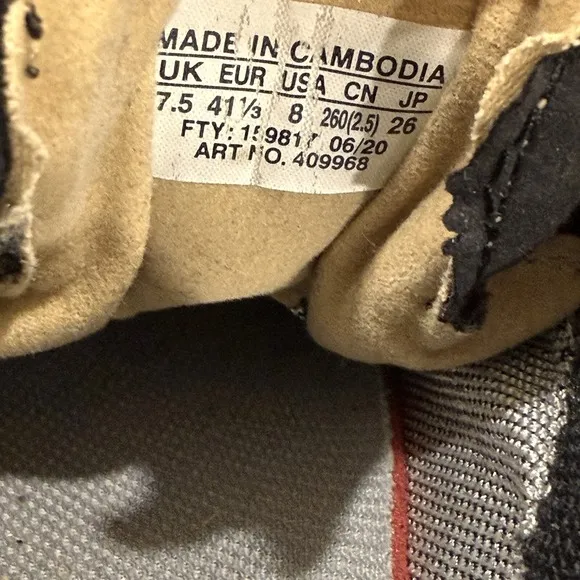 MADE IN CAMBODIA
UK EUR USA CN JP
7.5 41⅓ 8 260(2.5) 26
FTY: 06/20
ART NO. 409968